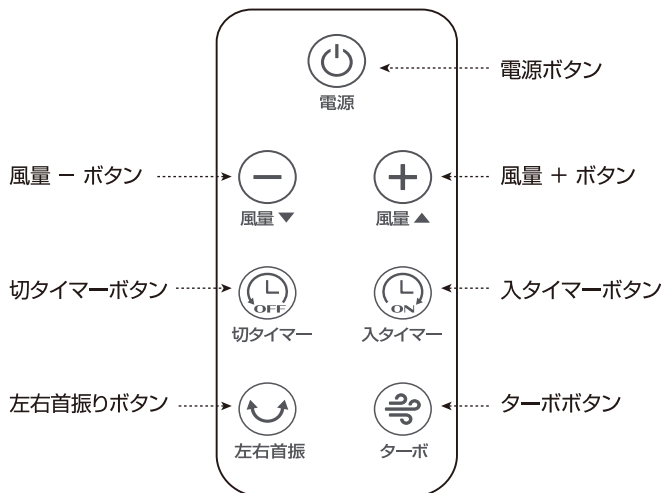 電源ボタン
電源
風量 － ボタン
風量 ＋ ボタン
風量 ▼
風量 ▲
切タイマーボタン
OFF
ON
入タイマーボタン
切タイマー
入タイマー
左右首振りボタン
ターボボタン
左右首振
ターボ